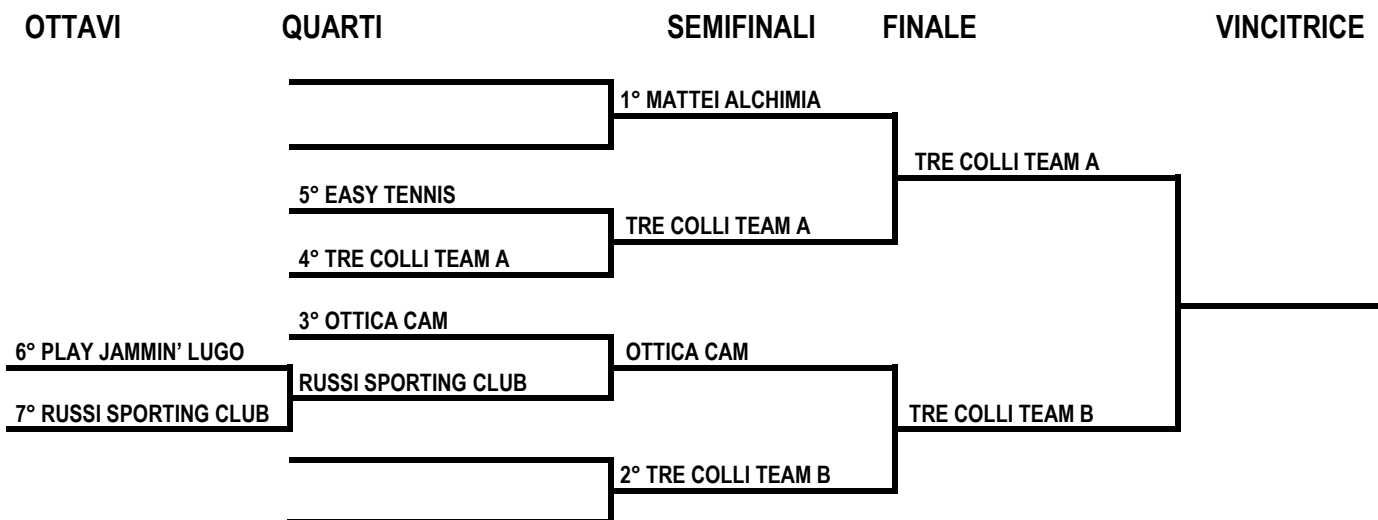 OTTAVI QUARTI SEMIFINALI FINALE VINCITRICE
1° MATTEI ALCHIMIA
TRE COLLI TEAM A
5° EASY TENNIS
TRE COLLI TEAM A
4° TRE COLLI TEAM A
3° OTTICA CAM
6° PLAY JAMMIN’ LUGO
OTTICA CAM
RUSSI SPORTING CLUB
7° RUSSI SPORTING CLUB
TRE COLLI TEAM B
2° TRE COLLI TEAM B